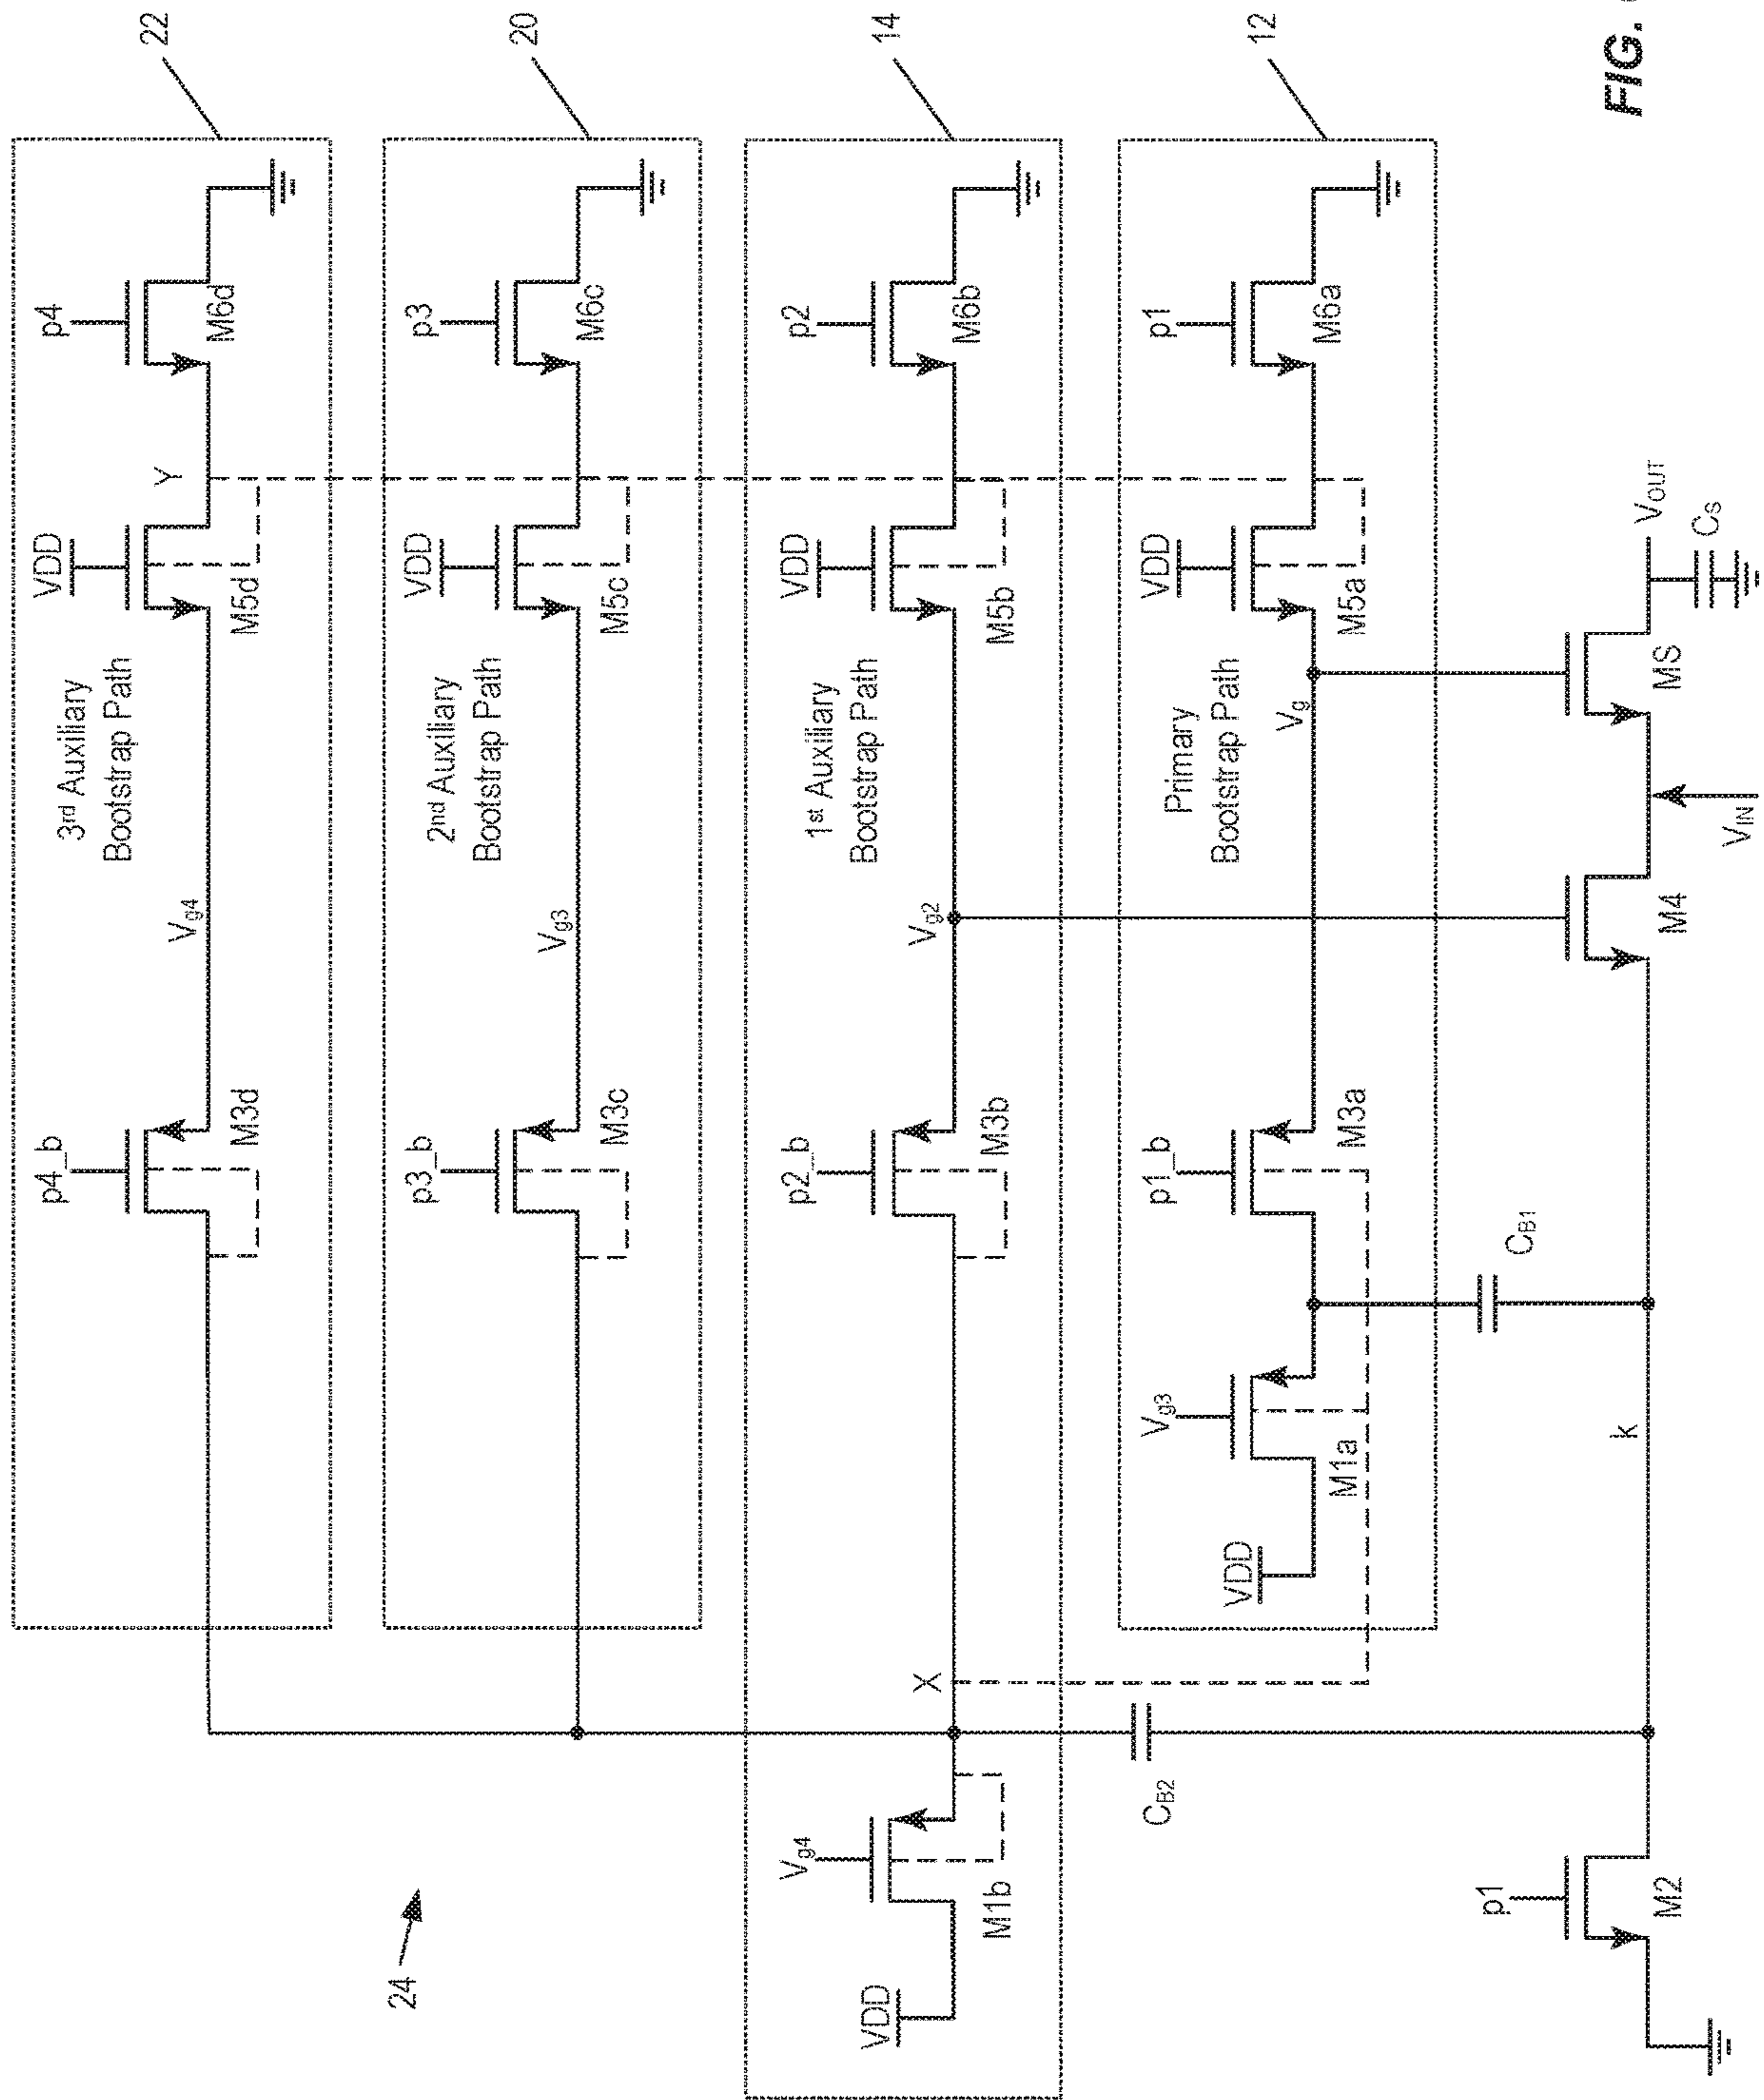 22
p4_b
p4
VDD
3rd Auxiliary
Bootstrap Path
Vg4
Y
M3d
M5d
M6d
20
p3_b
p3
VDD
2nd Auxiliary
Bootstrap Path
Vg3
M3c
M5c
M6c
24
14
Vg4
VDD
M1b
X
p2_b
M3b
Vg2
1st Auxiliary
Bootstrap Path
VDD
M5b
p2
M6b
12
VDD
Vg3
M1a
p1_b
M3a
Primary
Bootstrap Path
Vg
VDD
M5a
p1
M6a
CB2
CB1
p1
M2
k
M4
VIN
MS
VOUT
CS
FIG.